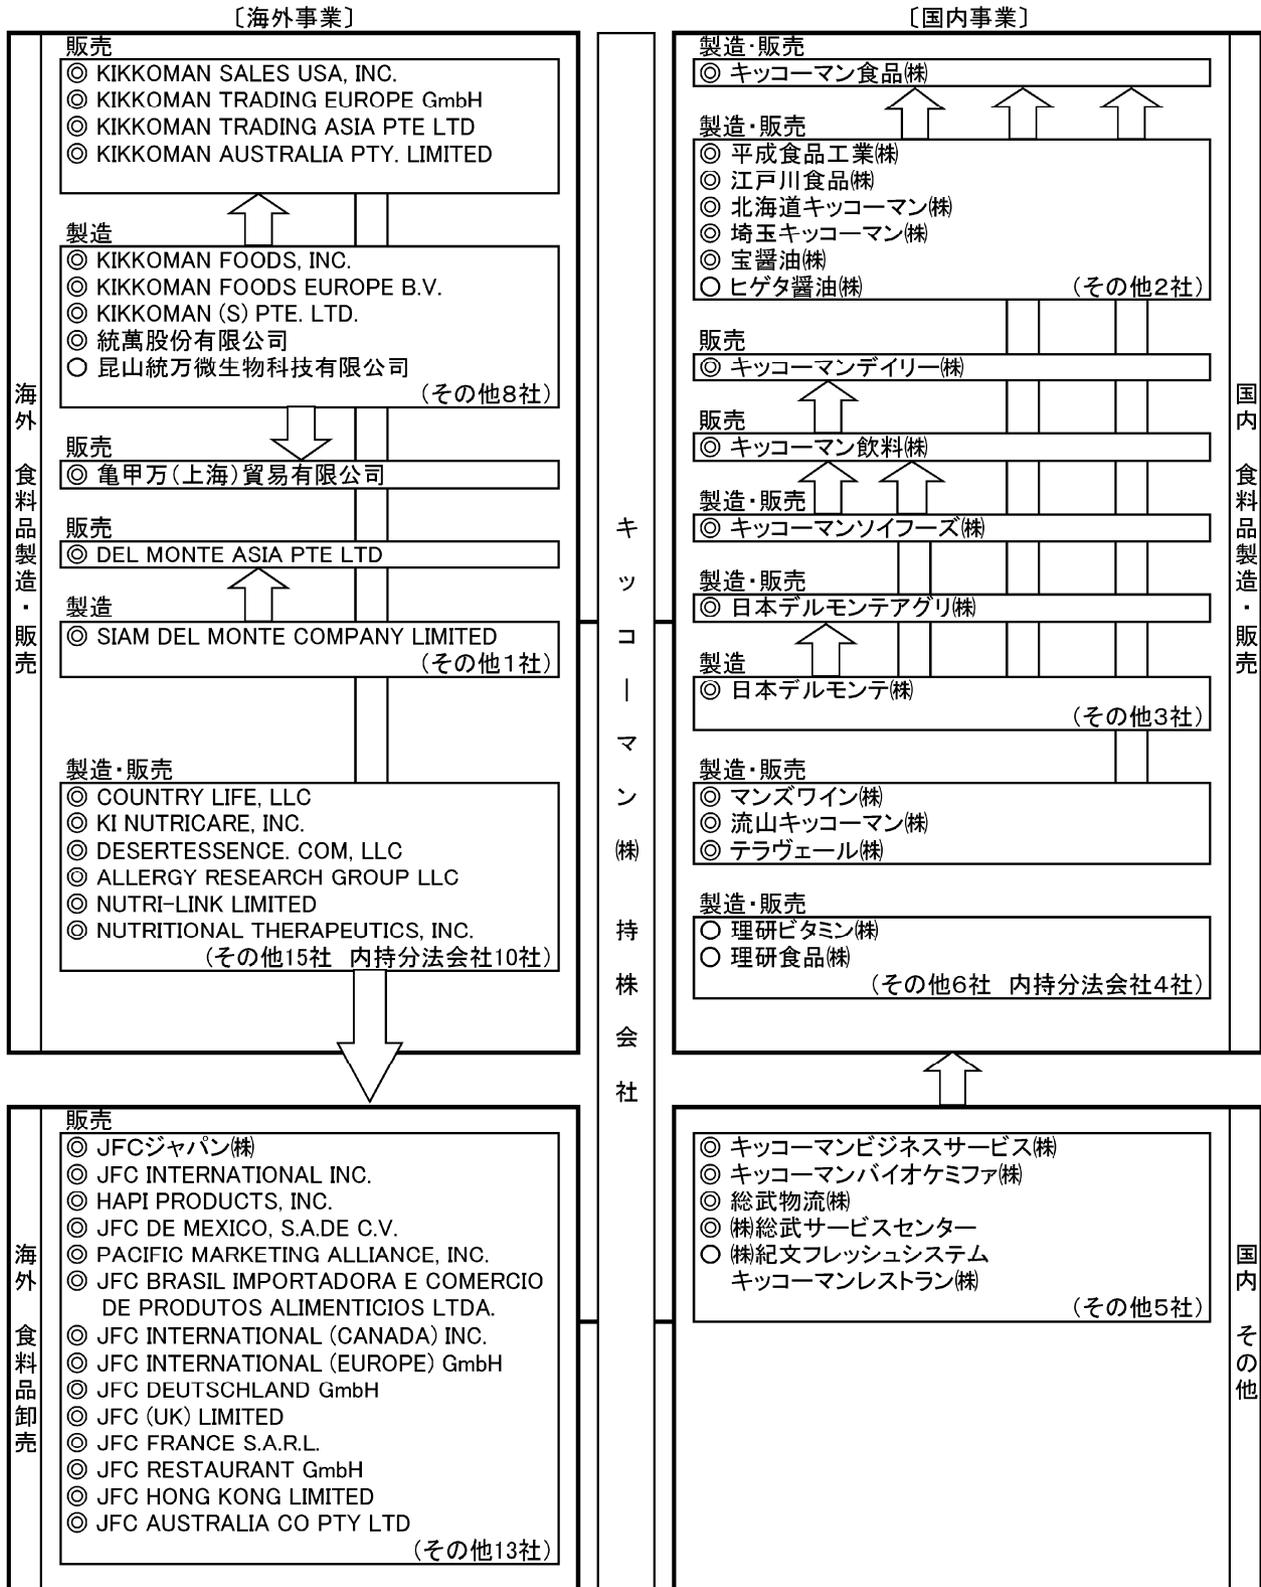 〔海外事業〕
海外 食料品製造・販売
販売
◎ KIKKOMAN SALES USA, INC.
◎ KIKKOMAN TRADING EUROPE GmbH
◎ KIKKOMAN TRADING ASIA PTE LTD
◎ KIKKOMAN AUSTRALIA PTY. LIMITED
製造
◎ KIKKOMAN FOODS, INC.
◎ KIKKOMAN FOODS EUROPE B.V.
◎ KIKKOMAN (S) PTE. LTD.
◎ 統萬股份有限公司
○ 昆山統万微生物科技有限公司
(その他8社)
販売
◎ 亀甲万(上海)貿易有限公司
販売
◎ DEL MONTE ASIA PTE LTD
製造
◎ SIAM DEL MONTE COMPANY LIMITED
(その他1社)
製造・販売
◎ COUNTRY LIFE, LLC
◎ KI NUTRICARE, INC.
◎ DESERTESSENCE. COM, LLC
◎ ALLERGY RESEARCH GROUP LLC
◎ NUTRI-LINK LIMITED
◎ NUTRITIONAL THERAPEUTICS, INC.
(その他15社 内持分法会社10社)
海外 食料品卸売
販売
◎ JFCジャパン㈱
◎ JFC INTERNATIONAL INC.
◎ HAPI PRODUCTS, INC.
◎ JFC DE MEXICO, S.A.DE C.V.
◎ PACIFIC MARKETING ALLIANCE, INC.
◎ JFC BRASIL IMPORTADORA E COMERCIO
DE PRODUTOS ALIMENTICIOS LTDA.
◎ JFC INTERNATIONAL (CANADA) INC.
◎ JFC INTERNATIONAL (EUROPE) GmbH
◎ JFC DEUTSCHLAND GmbH
◎ JFC (UK) LIMITED
◎ JFC FRANCE S.A.R.L.
◎ JFC RESTAURANT GmbH
◎ JFC HONG KONG LIMITED
◎ JFC AUSTRALIA CO PTY LTD
(その他13社)
キッコーマン㈱ 持株会社
〔国内事業〕
製造・販売
◎ キッコーマン食品㈱
製造・販売
◎ 平成食品工業㈱
◎ 江戸川食品㈱
◎ 北海道キッコーマン㈱
◎ 埼玉キッコーマン㈱
◎ 宝醤油㈱
○ ヒゲタ醤油㈱ (その他2社)
販売
◎ キッコーマンデイリー㈱
販売
◎ キッコーマン飲料㈱
製造・販売
◎ キッコーマンソイフーズ㈱
製造・販売
◎ 日本デルモンテアグリ㈱
製造
◎ 日本デルモンテ㈱
(その他3社)
製造・販売
◎ マンズワイン㈱
◎ 流山キッコーマン㈱
◎ テラヴェール㈱
製造・販売
○ 理研ビタミン㈱
○ 理研食品㈱
(その他6社 内持分法会社4社)
国内 食料品製造・販売
◎ キッコーマンビジネスサービス㈱
◎ キッコーマンバイオケミファ㈱
◎ 総武物流㈱
◎ ㈱総武サービスセンター
○ ㈱紀文フレッシュシステム
キッコーマンレストラン㈱
(その他5社)
国内 その他